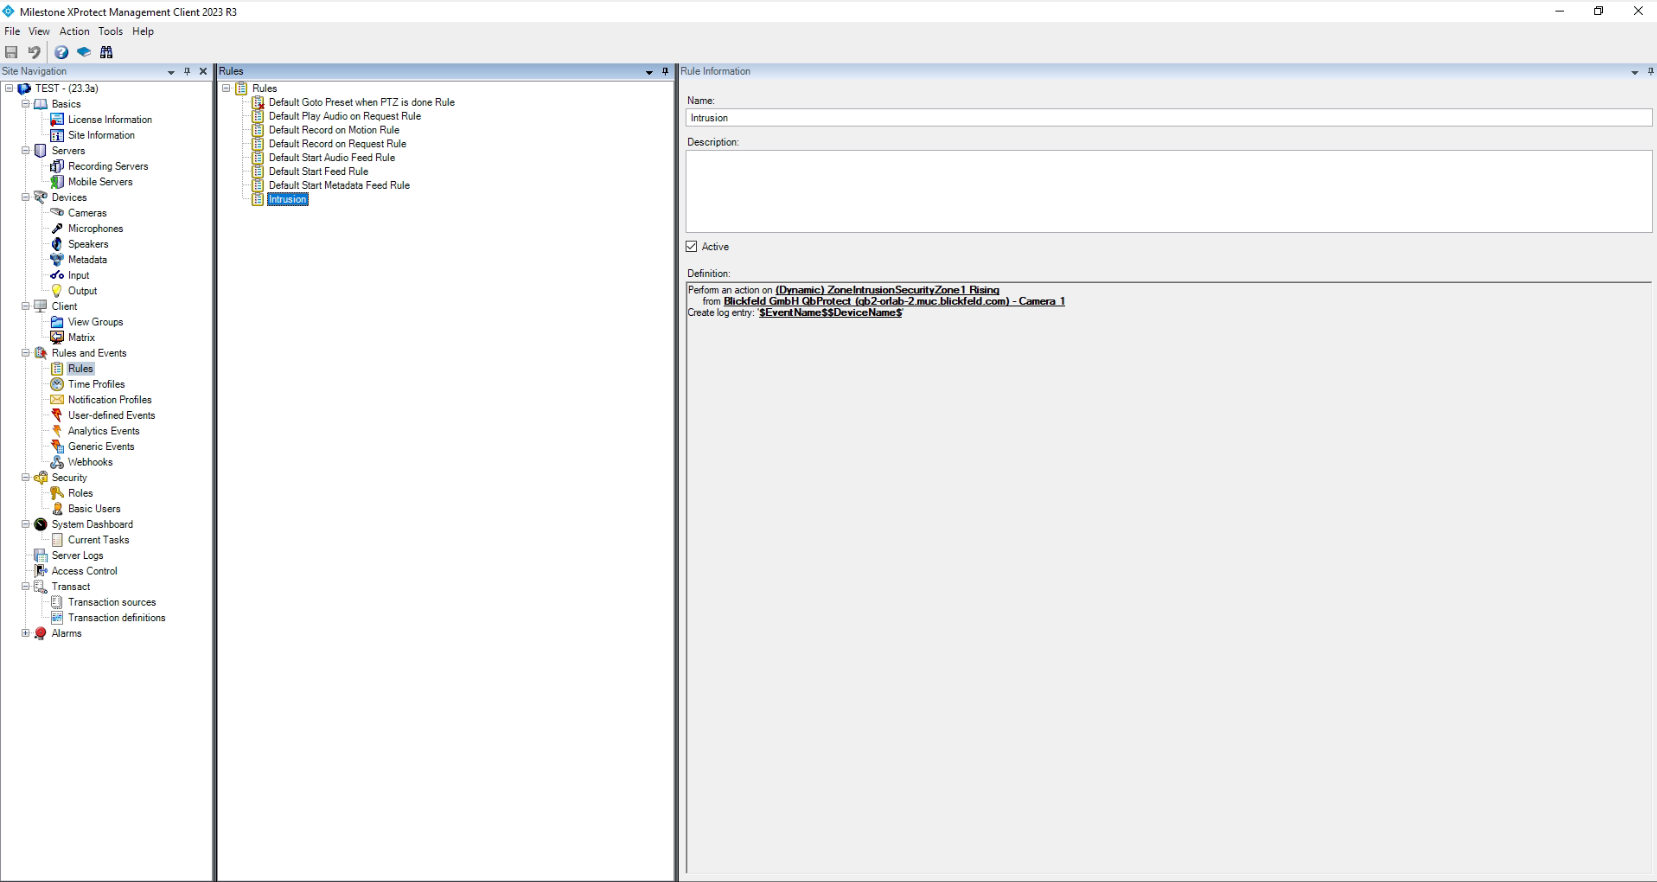 Milestone XProtect Management Client 2023 R3
File View Action Tools Help
Site Navigation
TEST - (23.3a)
Basics
License Information
Site Information
Servers
Recording Servers
Mobile Servers
Devices
Cameras
Microphones
Speakers
Metadata
Input
Output
Client
View Groups
Matrix
Rules and Events
Rules
Time Profiles
Notification Profiles
User-defined Events
Analytics Events
Generic Events
Webhooks
Security
Roles
Basic Users
System Dashboard
Current Tasks
Server Logs
Access Control
Transact
Transaction sources
Transaction definitions
Alarms
Rules
Rules
Default Goto Preset when PTZ is done Rule
Default Play Audio on Request Rule
Default Record on Motion Rule
Default Record on Request Rule
Default Start Audio Feed Rule
Default Start Feed Rule
Default Start Metadata Feed Rule
Intrusion
Rule Information
Name:
Intrusion
Description:
Active
Definition:
Perform an action on (Dynamic) ZoneIntrusionSecurityZone1 Rising
from Blickfeld GmbH QbProtect (qb2-orlab-2.muc.blickfeld.com) - Camera 1
Create log entry: '$EventName$$DeviceName$'